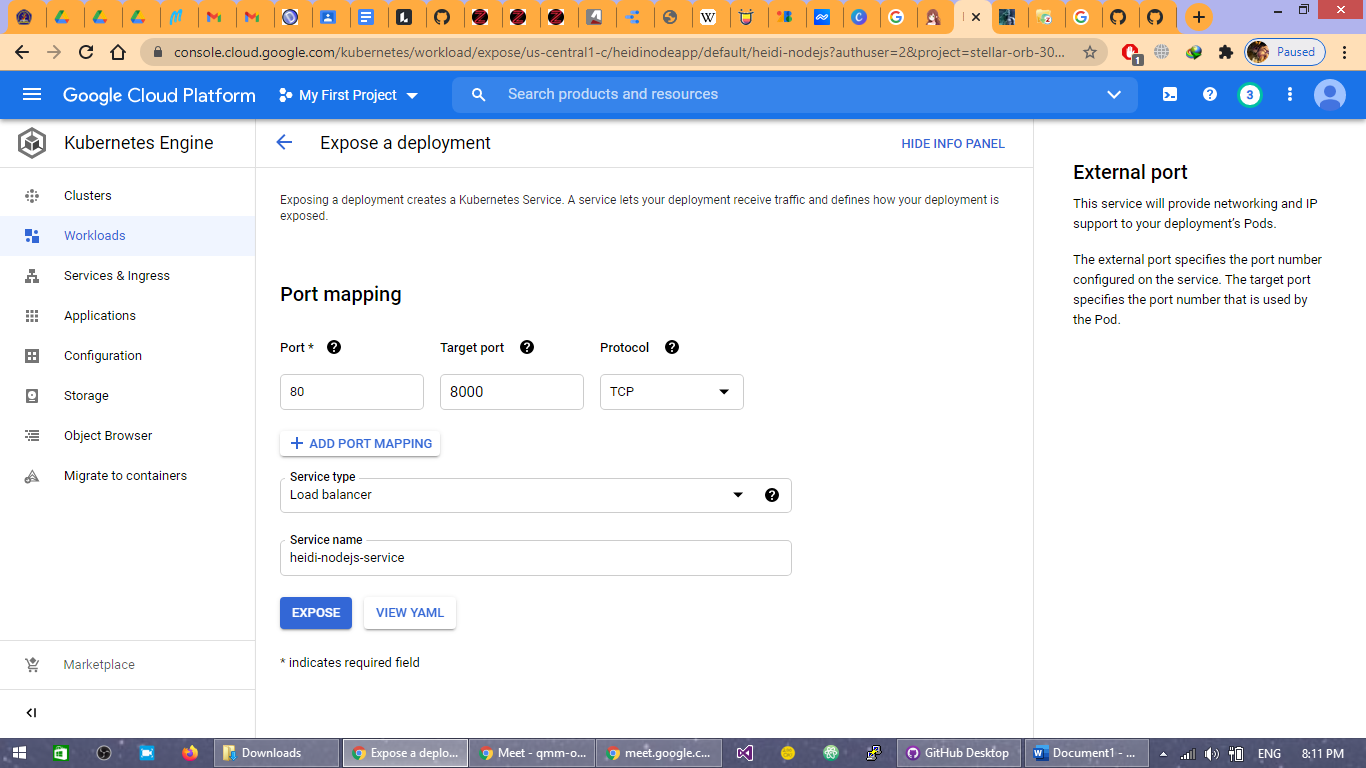 console.cloud.google.com/kubernetes/workload/expose/us-central1-c/heidinodeapp/default/heidi-nodejs?authuser=2&project=stellar-orb-30...
1
Paused
Google Cloud Platform
My First Project
Search products and resources
3
Kubernetes Engine
Expose a deployment
HIDE INFO PANEL
Clusters
Workloads
Services & Ingress
Applications
Configuration
Storage
Object Browser
Migrate to containers
Marketplace
Exposing a deployment creates a Kubernetes Service. A service lets your deployment receive traffic and defines how your deployment is
exposed.
Port mapping
Port * Target port Protocol
80 8000 TCP
ADD PORT MAPPING
Service type
Load balancer
Service name
heidi-nodejs-service
EXPOSE VIEW YAML
* indicates required field
External port
This service will provide networking and IP
support to your deployment's Pods.
The external port specifies the port number
configured on the service. The target port
specifies the port number that is used by
the Pod.
Downloads
Expose a deplo...
Meet - qmm-o...
meet.google.c...
GitHub Desktop
Document1 - ...
ENG
8:11 PM